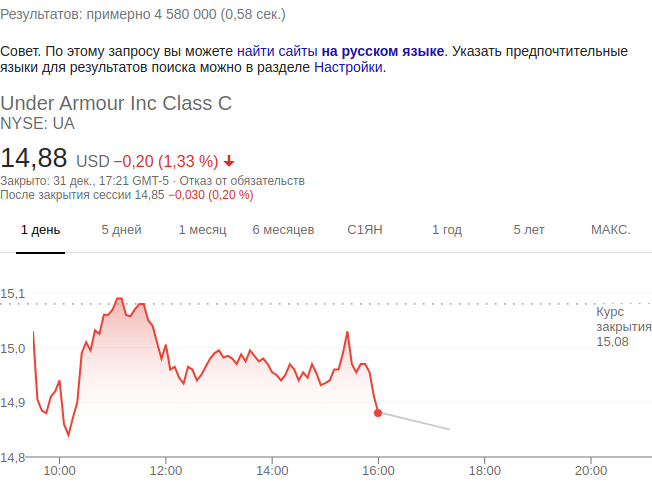 Результатов: примерно 4 580 000 (0,58 сек.)
Совет. По этому запросу вы можете найти сайты на русском языке. Указать предпочтительные
языки для результатов поиска можно в разделе Настройки.
Under Armour Inc Class C
NYSE: UA
14,88 USD −0,20 (1,33 %)
Закрыто: 31 дек., 17:21 GMT-5 · Отказ от обязательств
После закрытия сессии 14,85 −0,030 (0,20 %)
1 день 5 дней 1 месяц 6 месяцев С1ЯН 1 год 5 лет МАКС.
15,1
Курс
закрытия
15,08
15,0
14,9
14,8
10:00 12:00 14:00 16:00 18:00 20:00